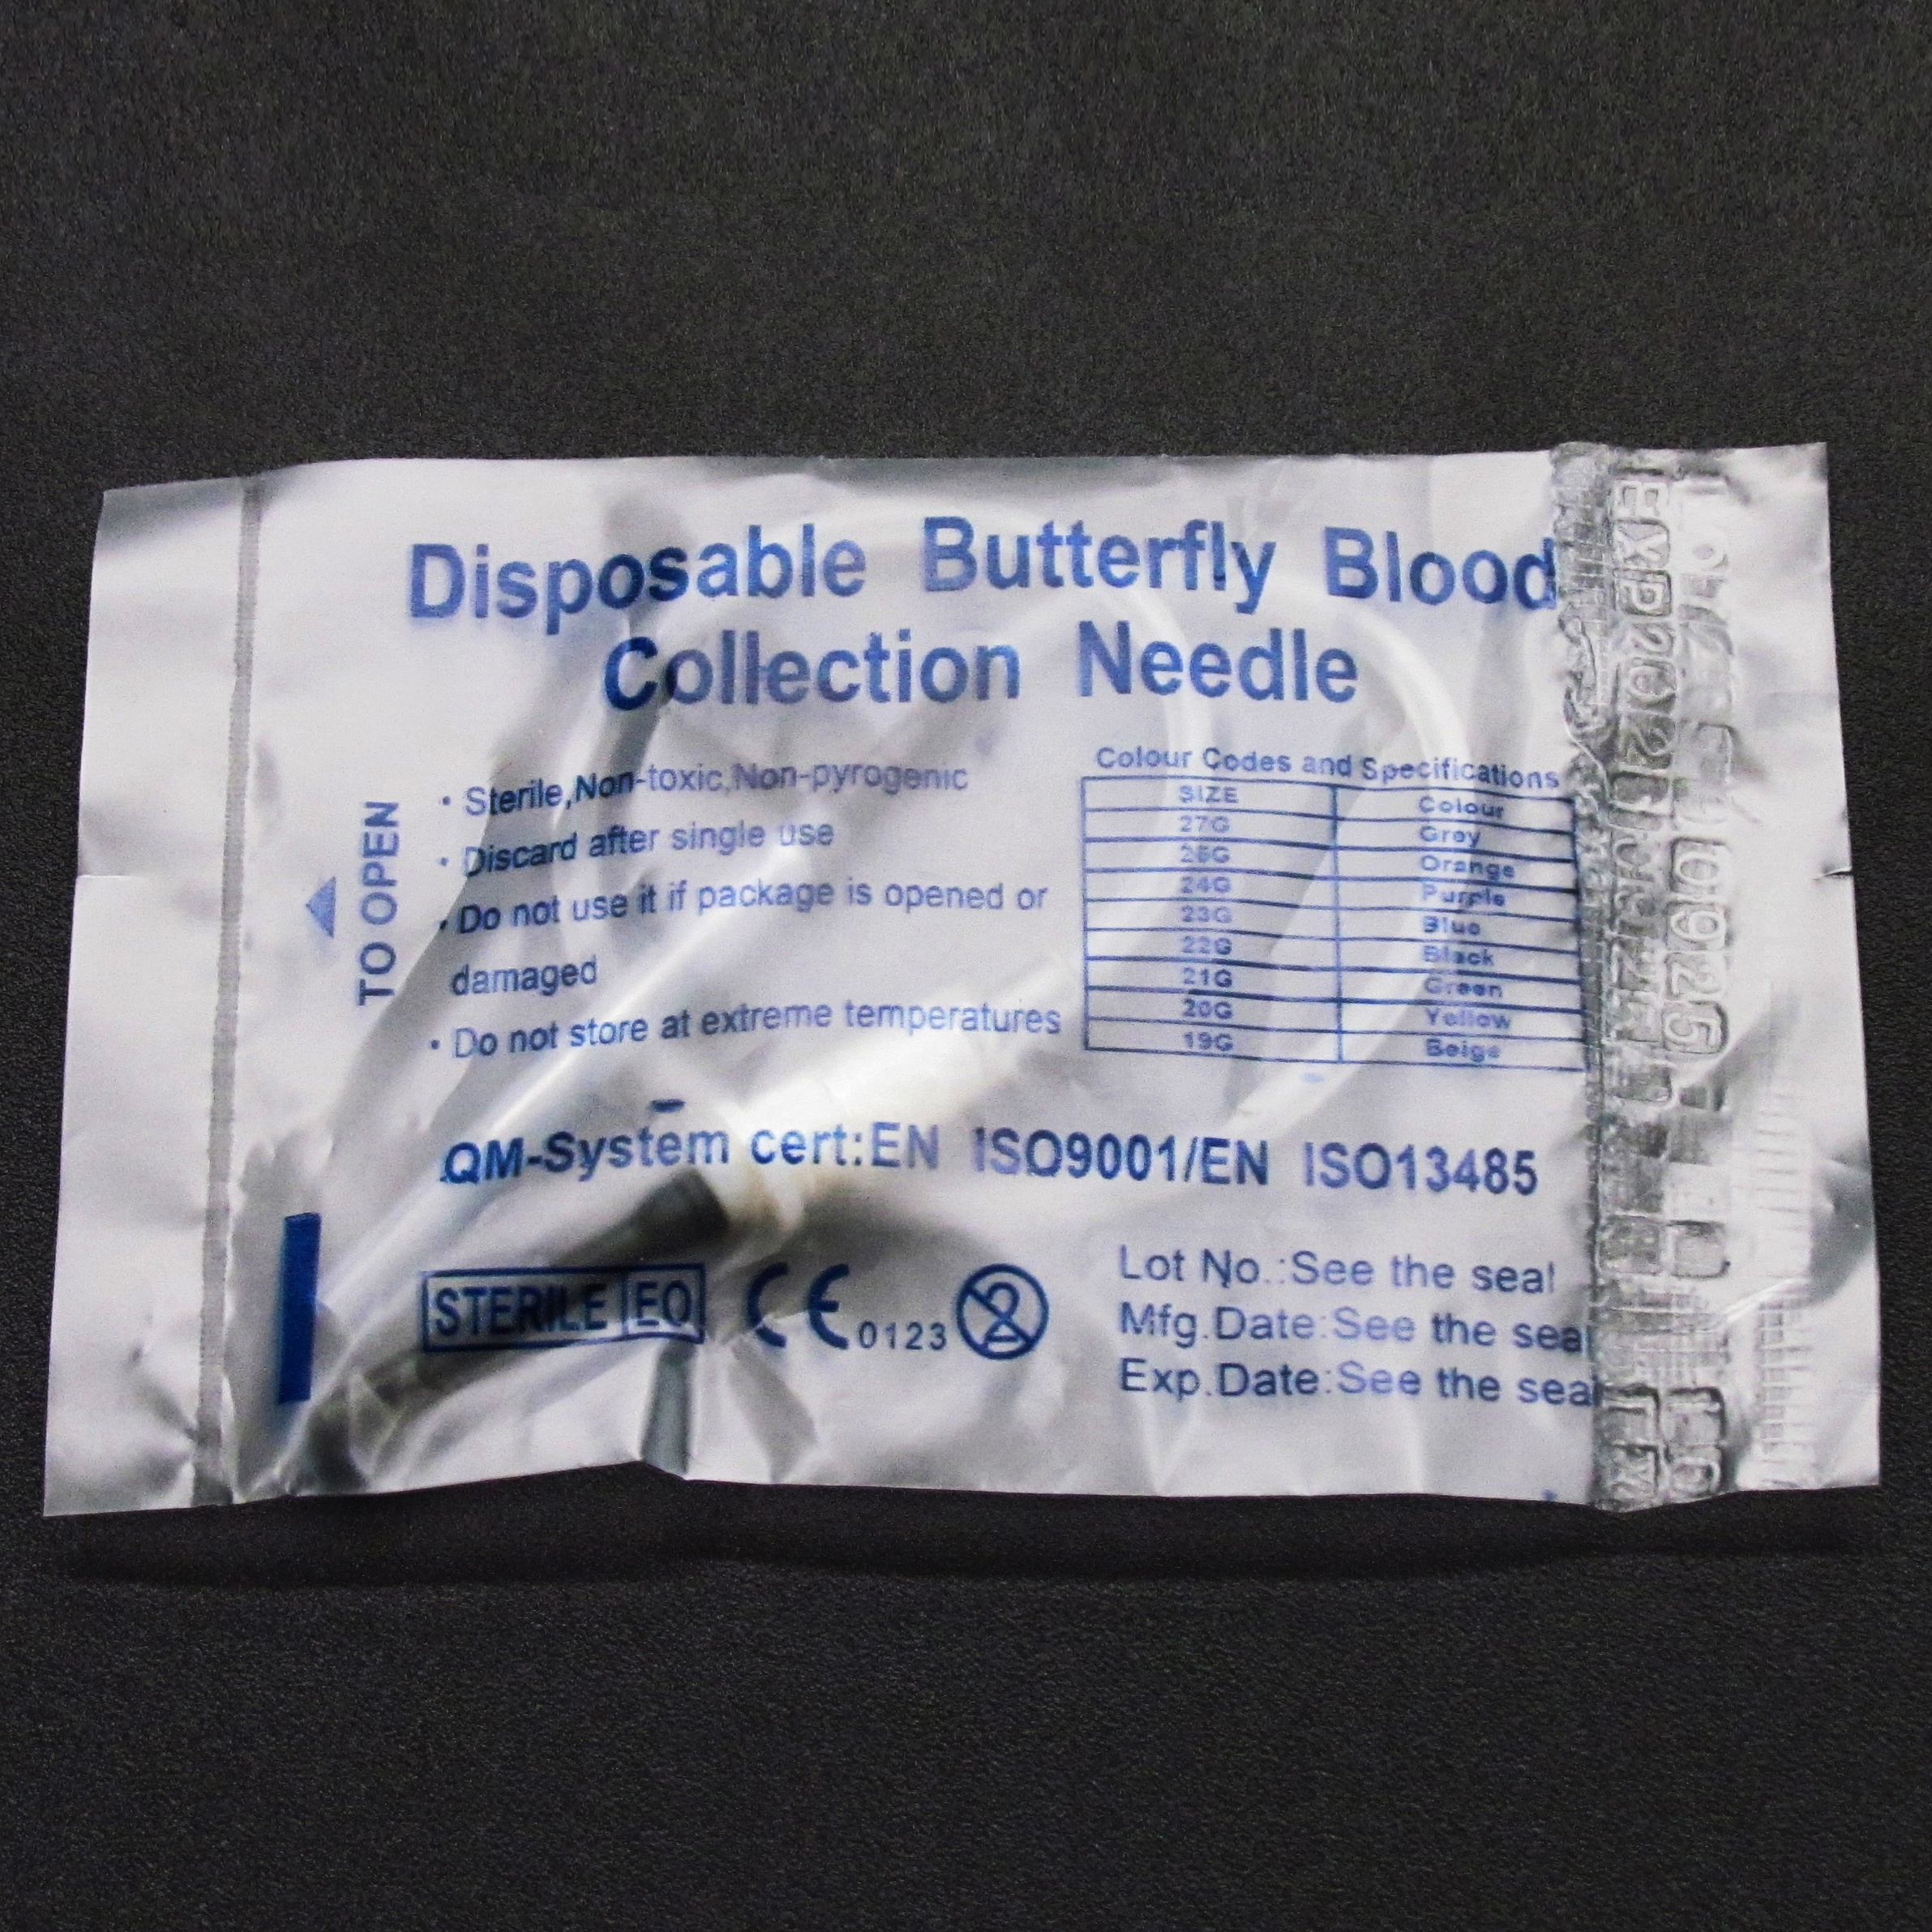 Disposable Butterfly Blood
Collection Needle
TO OPEN
• Sterile,Non-toxic,Non-pyrogenic
• Discard after single use
• Do not use it if package is opened or
damaged
• Do not store at extreme temperatures
Colour Codes and Specifications
SIZE Colour
27G Grey
25G Orange
24G Purple
23G Blue
22G Black
21G Green
20G Yellow
19G Beige
QM-System cert:EN ISO9001/EN ISO13485
STERILE EO
CE 0123
2
Lot No.:See the seal
Mfg.Date:See the sea
Exp.Date:See the sea